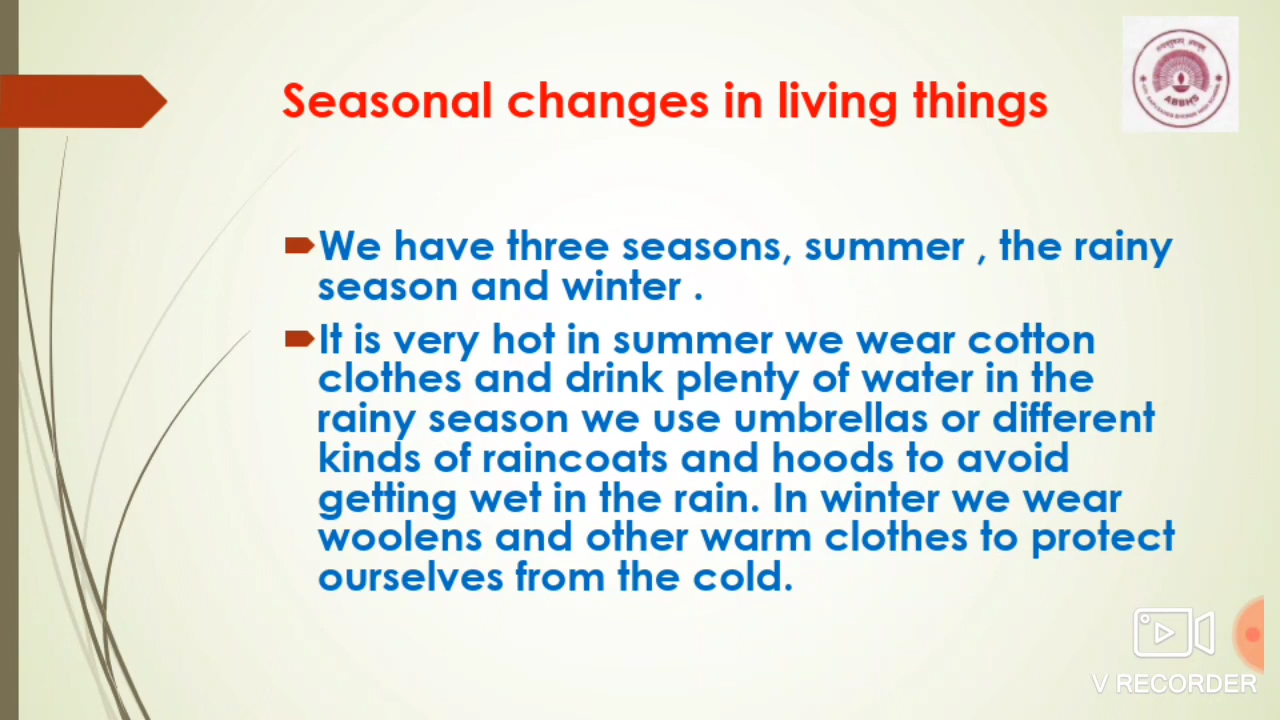 Seasonal changes in living things
ABBHS
We have three seasons, summer , the rainy
season and winter .
It is very hot in summer we wear cotton
clothes and drink plenty of water in the
rainy season we use umbrellas or different
kinds of raincoats and hoods to avoid
getting wet in the rain. In winter we wear
woolens and other warm clothes to protect
ourselves from the cold.
V RECORDER